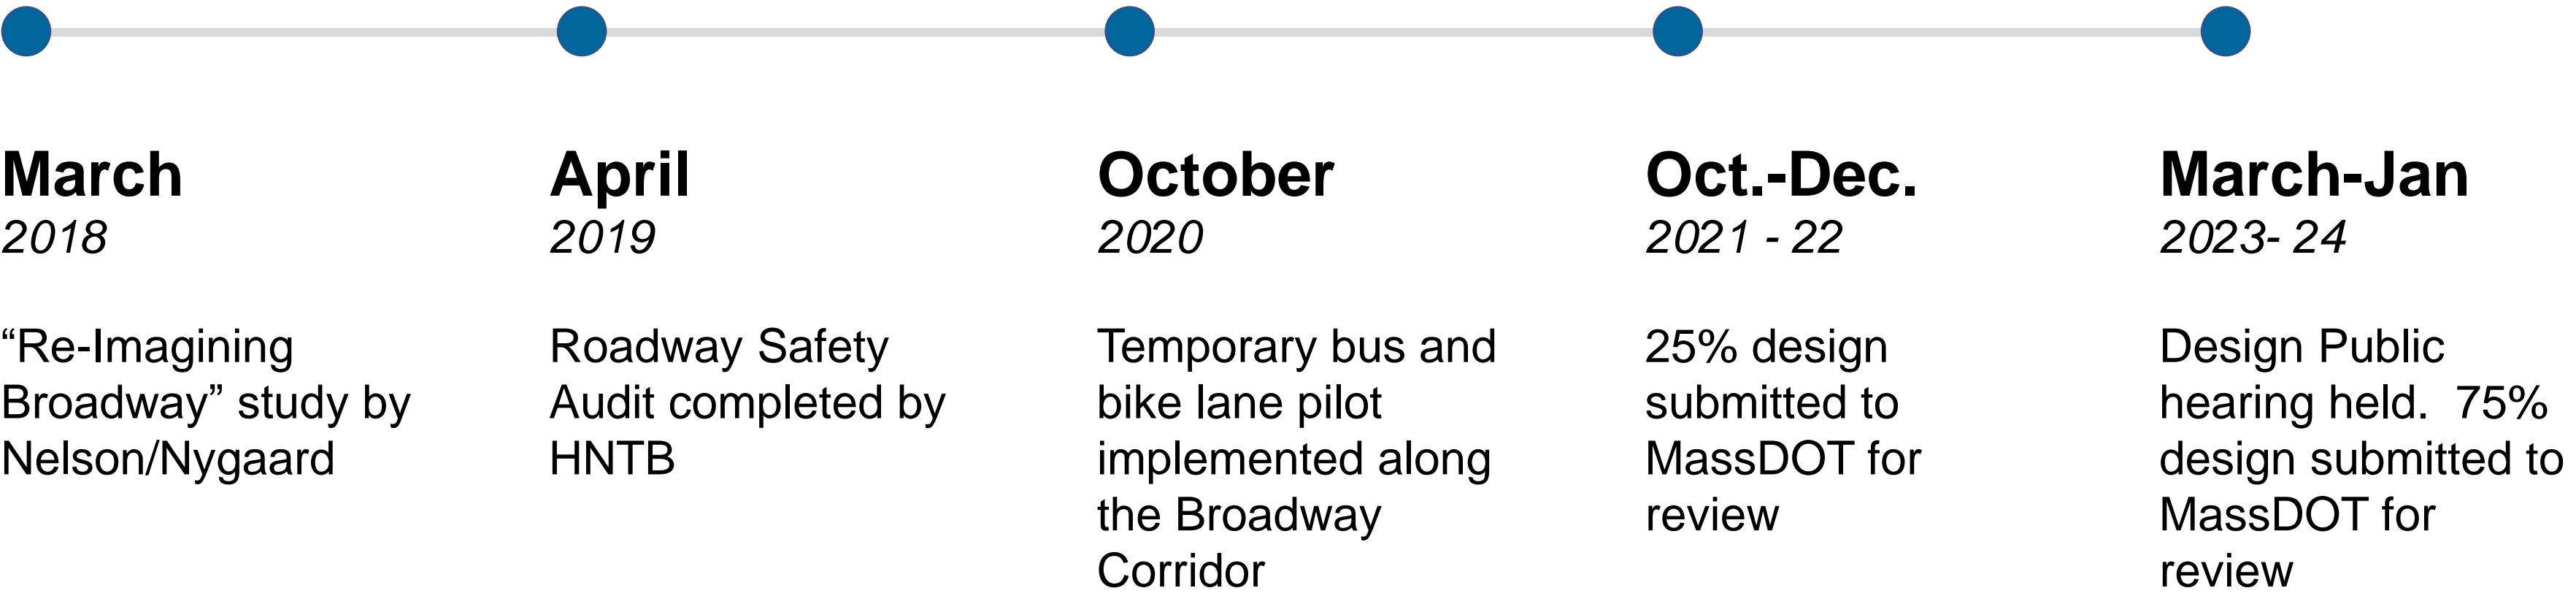 March
2018
“Re-Imagining
Broadway” study by
Nelson/Nygaard
April
2019
Roadway Safety
Audit completed by
HNTB
October
2020
Temporary bus and
bike lane pilot
implemented along
the Broadway
Corridor
Oct.-Dec.
2021 - 22
25% design
submitted to
MassDOT for
review
March-Jan
2023- 24
Design Public
hearing held.  75%
design submitted to
MassDOT for
review